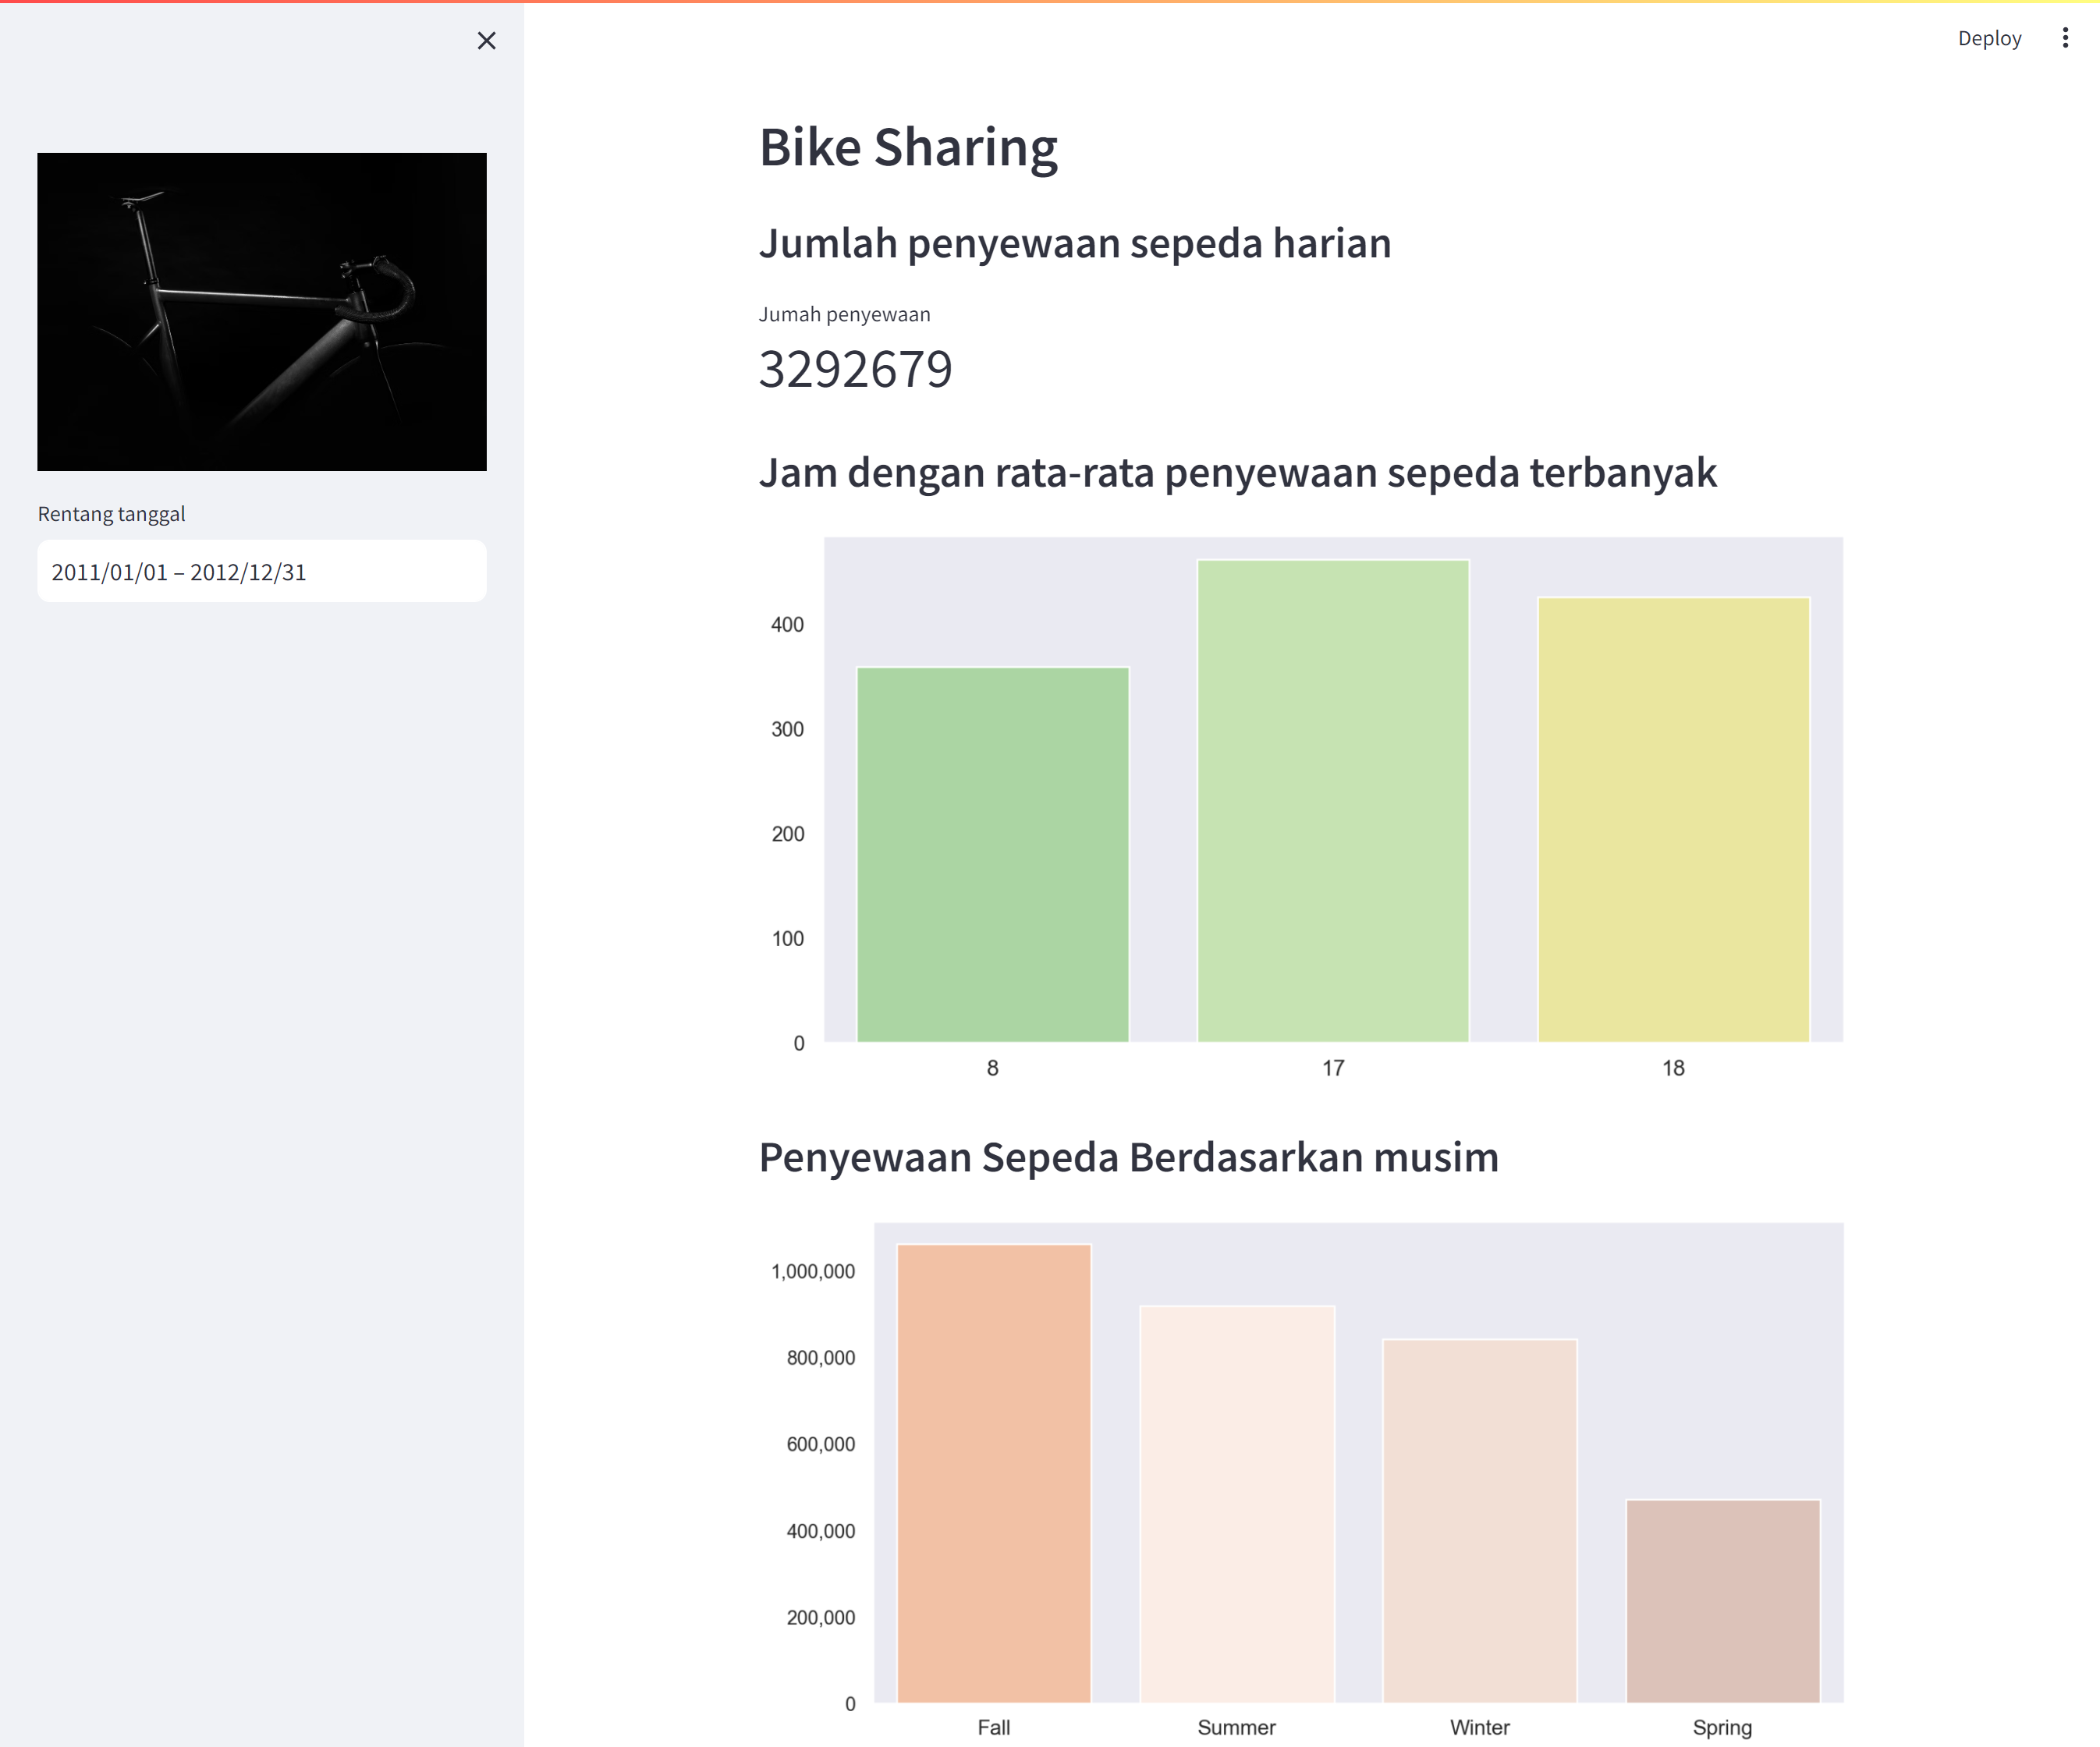 Deploy
Rentang tanggal
2011/01/01 – 2012/12/31
Bike Sharing
Jumlah penyewaan sepeda harian
Jumah penyewaan
3292679
Jam dengan rata-rata penyewaan sepeda terbanyak
400
300
200
100
0
8 17 18
Penyewaan Sepeda Berdasarkan musim
1,000,000
800,000
600,000
400,000
200,000
0
Fall Summer Winter Spring